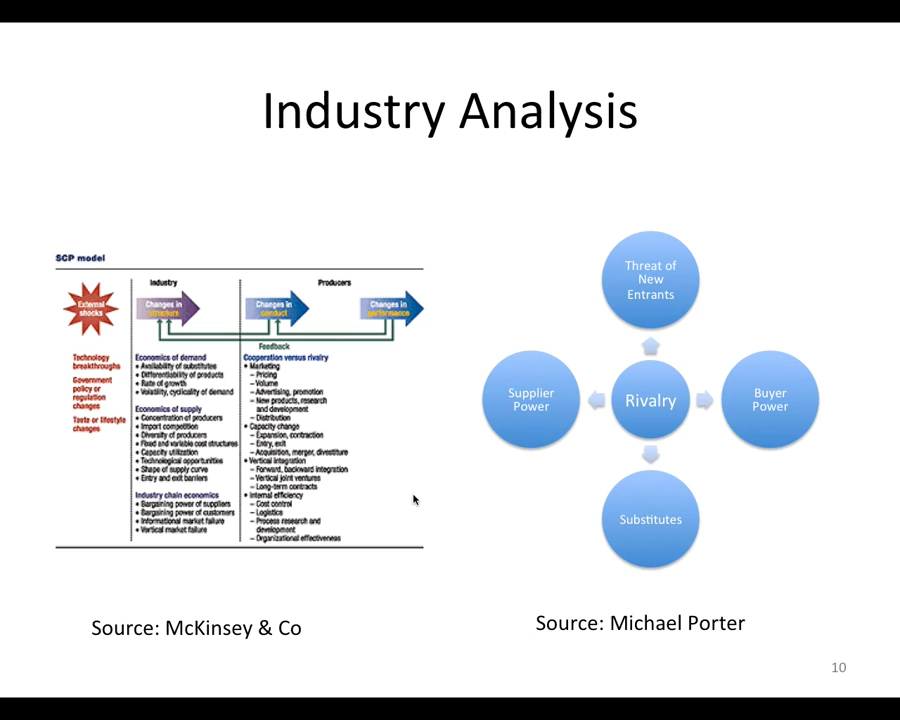 Industry Analysis
SCP model
Industry
Producers
External
shocks
Changes in
structure
Changes in
conduct
Changes in
performance
Feedback
Technology
breakthroughs
Government
policy or
regulation
changes
Taste or lifestyle
changes
Economics of demand
• Availability of substitutes
• Differentiability of products
• Rate of growth
• Volatility, cyclicality of demand
Economics of supply
• Concentration of producers
• Import competition
• Diversity of producers
• Fixed and variable cost structures
• Capacity utilization
• Technological opportunities
• Shape of supply curve
• Entry and exit barriers
Industry chain economics
• Bargaining power of suppliers
• Bargaining power of customers
• Informational market failure
• Vertical market failure
Cooperation versus rivalry
• Marketing
– Pricing
– Volume
– Advertising, promotion
– New products, research
and development
– Distribution
• Capacity change
– Expansion, contraction
– Entry, exit
– Acquisition, merger, divestiture
• Vertical integration
– Forward, backward integration
– Vertical joint ventures
– Long-term contracts
• Internal efficiency
– Cost control
– Logistics
– Process research and
development
– Organizational effectiveness
Source: McKinsey & Co
Threat of
New
Entrants
Supplier
Power
Rivalry
Buyer
Power
Substitutes
Source: Michael Porter
10